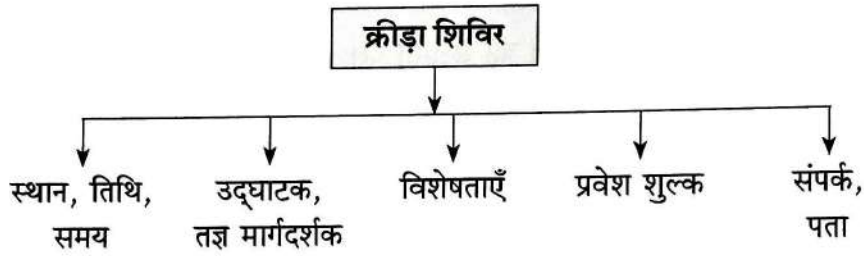 क्रीड़ा शिविर
स्थान, तिथि,
समय
उद्‌घाटक,
तज्ञ मार्गदर्शक
विशेषताएँ
प्रवेश शुल्क
संपर्क,
पता